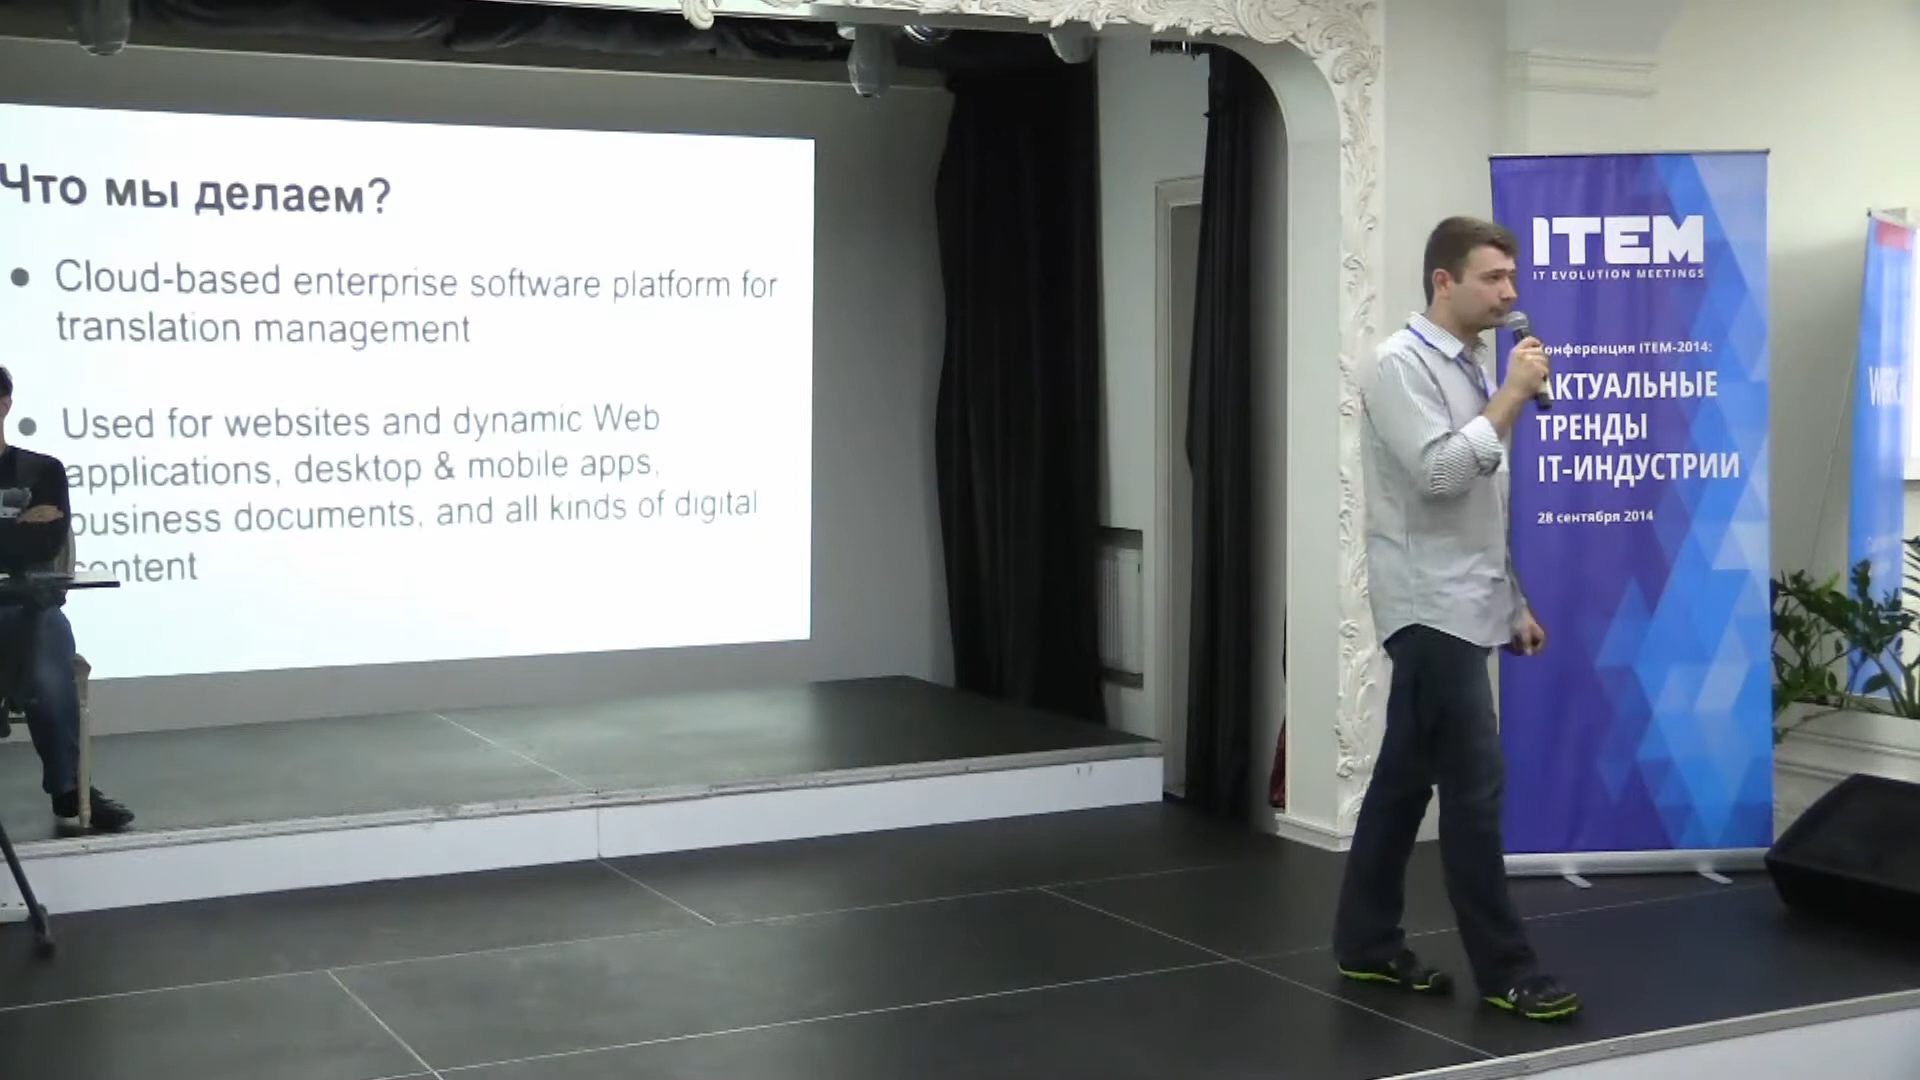 Что мы делаем?
Cloud-based enterprise software platform for
translation management
Used for websites and dynamic Web
applications, desktop & mobile apps,
business documents, and all kinds of digital
content
ITEM
IT EVOLUTION MEETINGS
Конференция ITEM-2014:
АКТУАЛЬНЫЕ
ТРЕНДЫ
IT-ИНДУСТРИИ
28 сентября 2014